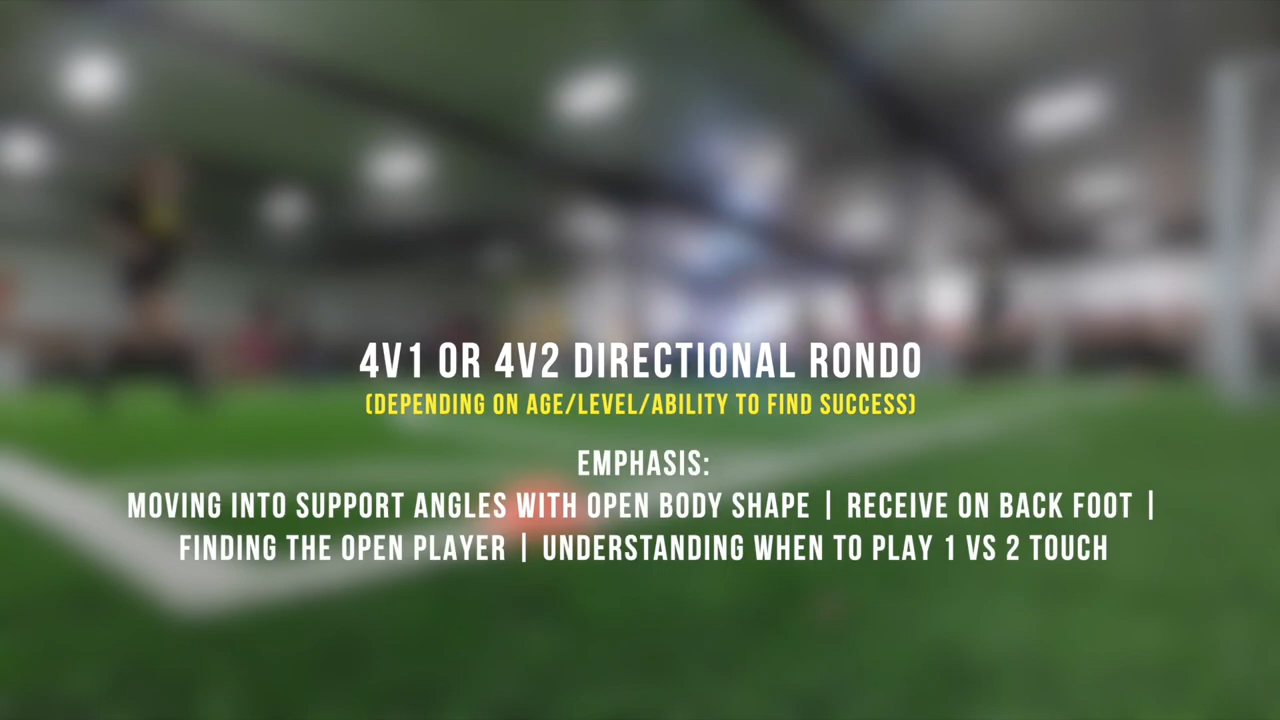 4V1 OR 4V2 DIRECTIONAL RONDO
(DEPENDING ON AGE/LEVEL/ABILITY TO FIND SUCCESS)
EMPHASIS:
MOVING INTO SUPPORT ANGLES WITH OPEN BODY SHAPE | RECEIVE ON BACK FOOT |
FINDING THE OPEN PLAYER | UNDERSTANDING WHEN TO PLAY 1 VS 2 TOUCH